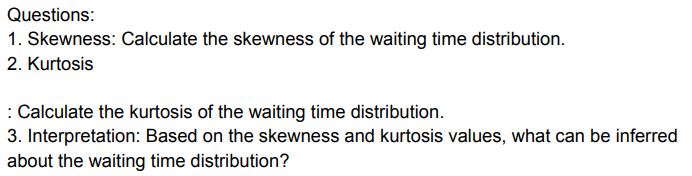 Questions:
1. Skewness: Calculate the skewness of the waiting time distribution.
2. Kurtosis
: Calculate the kurtosis of the waiting time distribution.
3. Interpretation: Based on the skewness and kurtosis values, what can be inferred
about the waiting time distribution?